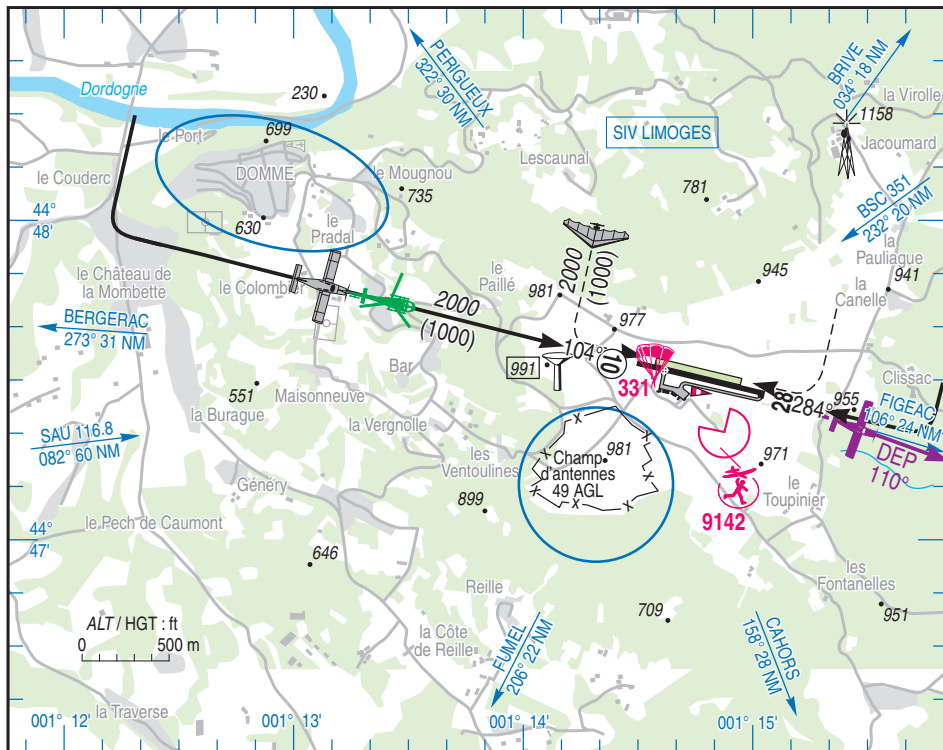 Dordogne
230
PERIGUEUX
322° 30 NM
BRIVE
034° 18 NM
la Virolle
1158
le Port
699
SIV LIMOGES
Jacoumard
DOMME
le Mougnou
Lescaunal
le Couderc
735
781
BSC 351
232° 20 NM
44°
48'
630
le
Pradal
2000
(1000)
la
Pauliague
le Château de
la Mombette
le Colombier
le
Paillé
945
941
la
Canelle
2000
(1000)
981
BERGERAC
273° 31 NM
977
104°
10
991
Bar
331
28
284°
955
Clissac
FIGEAC
106° 24 NM
551
Maisonneuve
la Burague
la Vergnolle
DEP
110°
SAU 116.8
082° 60 NM
les
Ventoulines
981
Champ
d'antennes
49 AGL
971
Généry
le
Toupinier
899
9142
le Pech de Caumont
44°
47'
646
les
Fontanelles
Reille
951
709
ALT / HGT : ft
0 500 m
la Côte
de Reille
FUMEL
206° 22 NM
CAHORS
158° 28 NM
la Traverse
001° 12'
001° 13'
001° 14'
001° 15'